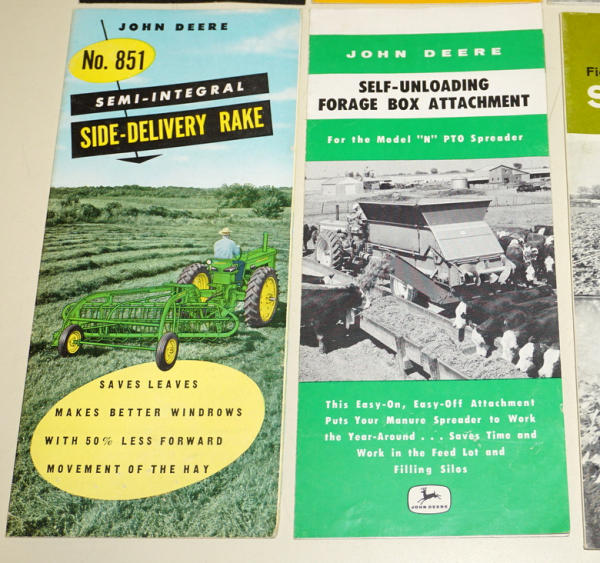 JOHN DEERE
No. 851
SEMI-INTEGRAL
SIDE-DELIVERY RAKE
SAVES LEAVES
MAKES BETTER WINDROWS
WITH 50% LESS FORWARD
MOVEMENT OF THE HAY
JOHN DEERE
SELF-UNLOADING
FORAGE BOX ATTACHMENT
For the Model "N" PTO Spreader
This Easy-On, Easy-Off Attachment
Puts Your Manure Spreader to Work
the Year-Around . . . Saves Time and
Work in the Feed Lot and
Filling Silos
JOHN DEERE